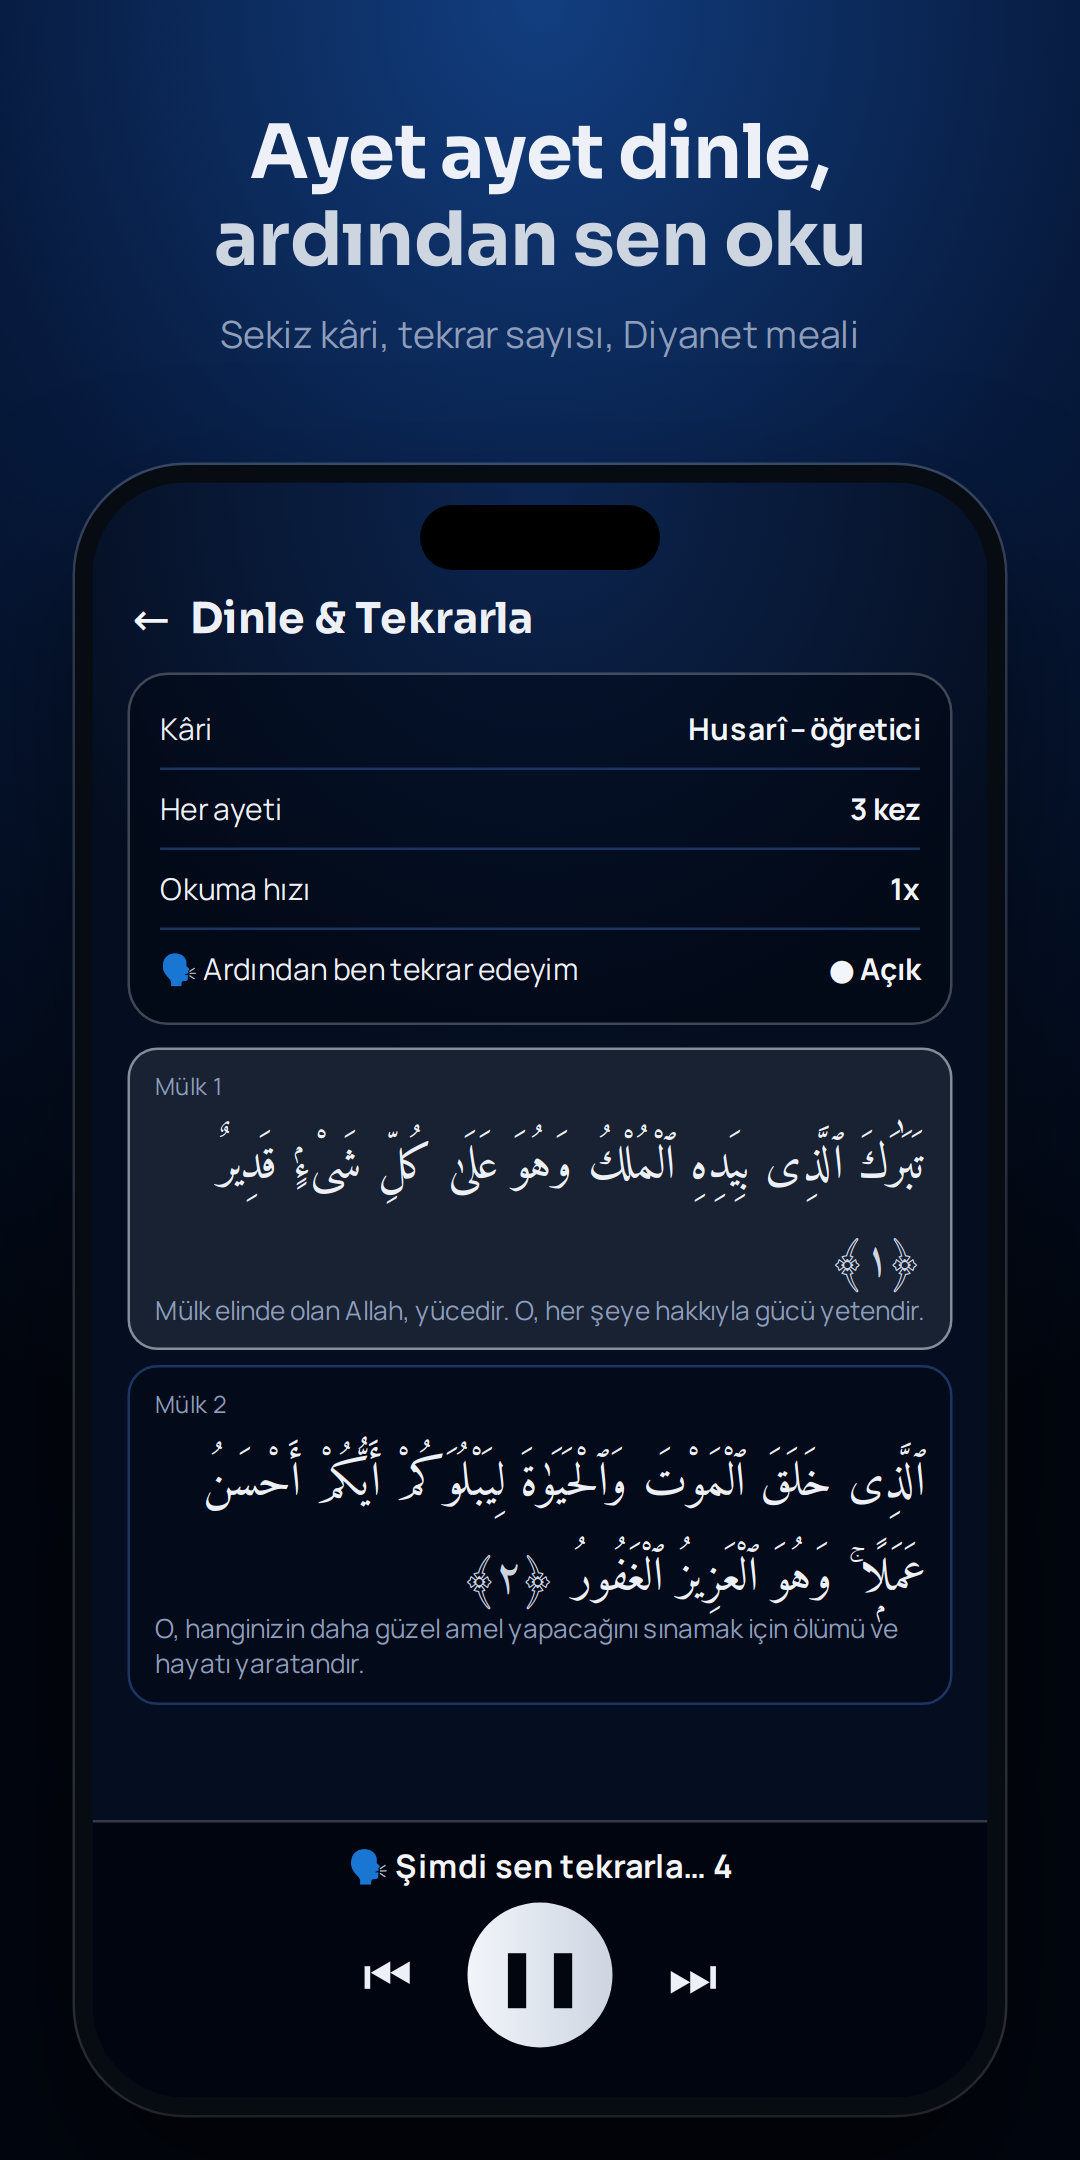 Ayet ayet dinle,
ardından sen oku
Sekiz kâri, tekrar sayısı, Diyanet meali
← Dinle & Tekrarla
Kâri Husarî – öğretici
Her ayeti 3 kez
Okuma hızı 1x
🗣 Ardından ben tekrar edeyim ● Açık
Mülk 1
تَبَٰرَكَ ٱلَّذِى بِيَدِهِ ٱلْمُلْكُ وَهُوَ عَلَىٰ كُلِّ شَىْءٍۢ قَدِيرٌ
﴿١﴾
Mülk elinde olan Allah, yücedir. O, her şeye hakkıyla gücü yetendir.
Mülk 2
ٱلَّذِى خَلَقَ ٱلْمَوْتَ وَٱلْحَيَوٰةَ لِيَبْلُوَكُمْ أَيُّكُمْ أَحْسَنُ
عَمَلًۭا ۚ وَهُوَ ٱلْعَزِيزُ ٱلْغَفُورُ ﴿٢﴾
O, hanginizin daha güzel amel yapacağını sınamak için ölümü ve
hayatı yaratandır.
🗣 Şimdi sen tekrarla... 4